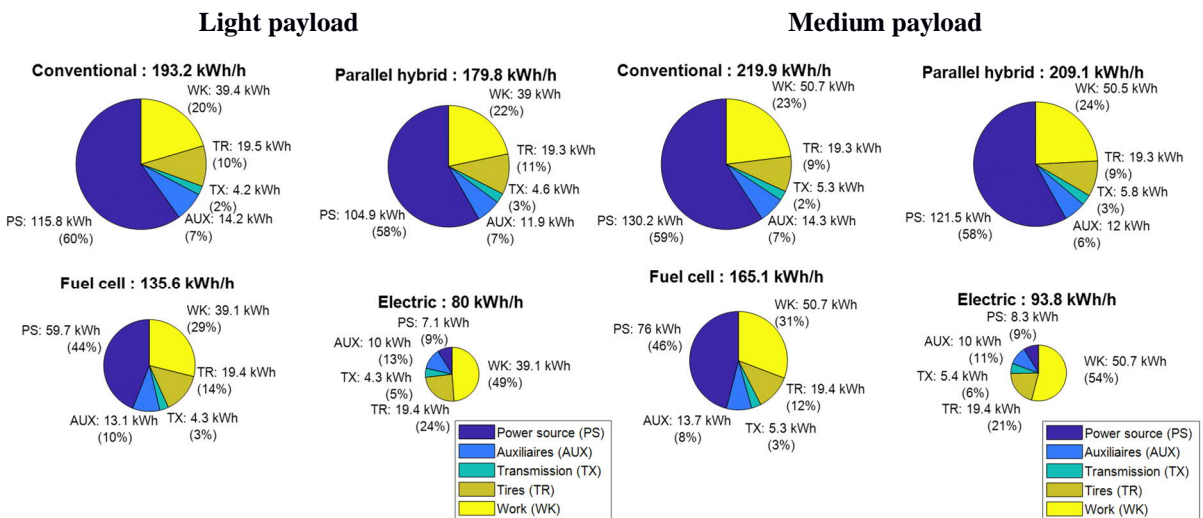 Light payload
Medium payload
Conventional : 193.2 kWh/h
WK: 39.4 kWh
(20%)
TR: 19.5 kWh
(10%)
TX: 4.2 kWh
(2%)
AUX: 14.2 kWh
(7%)
PS: 115.8 kWh
(60%)
Parallel hybrid : 179.8 kWh/h
WK: 39 kWh
(22%)
TR: 19.3 kWh
(11%)
TX: 4.6 kWh
(3%)
AUX: 11.9 kWh
(7%)
PS: 104.9 kWh
(58%)
Conventional : 219.9 kWh/h
WK: 50.7 kWh
(23%)
TR: 19.3 kWh
(9%)
TX: 5.3 kWh
(2%)
AUX: 14.3 kWh
(7%)
PS: 130.2 kWh
(59%)
Parallel hybrid : 209.1 kWh/h
WK: 50.5 kWh
(24%)
TR: 19.3 kWh
(9%)
TX: 5.8 kWh
(3%)
AUX: 12 kWh
(6%)
PS: 121.5 kWh
(58%)
Fuel cell : 135.6 kWh/h
WK: 39.1 kWh
(29%)
PS: 59.7 kWh
(44%)
TR: 19.4 kWh
(14%)
AUX: 13.1 kWh
(10%)
TX: 4.3 kWh
(3%)
Electric : 80 kWh/h
PS: 7.1 kWh
(9%)
AUX: 10 kWh
(13%)
TX: 4.3 kWh
(5%)
TR: 19.4 kWh
(24%)
WK: 39.1 kWh
(49%)
Power source (PS)
Auxiliaires (AUX)
Transmission (TX)
Tires (TR)
Work (WK)
Fuel cell : 165.1 kWh/h
WK: 50.7 kWh
(31%)
PS: 76 kWh
(46%)
TR: 19.4 kWh
(12%)
AUX: 13.7 kWh
(8%)
TX: 5.3 kWh
(3%)
Electric : 93.8 kWh/h
PS: 8.3 kWh
(9%)
AUX: 10 kWh
(11%)
TX: 5.4 kWh
(6%)
TR: 19.4 kWh
(21%)
WK: 50.7 kWh
(54%)
Power source (PS)
Auxiliaires (AUX)
Transmission (TX)
Tires (TR)
Work (WK)